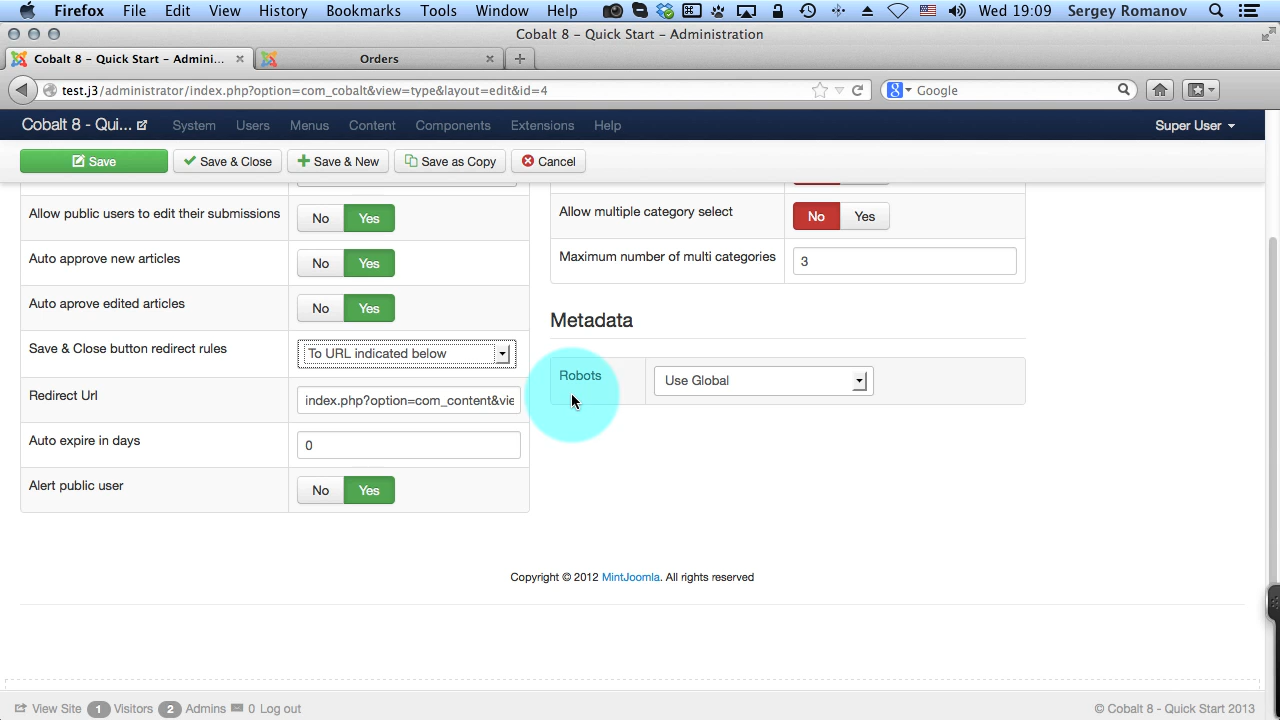 Firefox File Edit View History Bookmarks Tools Window Help Wed 19:09 Sergey Romanov
Cobalt 8 – Quick Start – Administration
Cobalt 8 – Quick Start – Admini... Orders
test.j3/administrator/index.php?option=com_cobalt&view=type&layout=edit&id=4 Google
Cobalt 8 - Qui... System Users Menus Content Components Extensions Help Super User
Save Save & Close Save & New Save as Copy Cancel
Allow public users to edit their submissions No Yes
Auto approve new articles No Yes
Auto aprove edited articles No Yes
Save & Close button redirect rules To URL indicated below
Redirect Url index.php?option=com_content&vie
Auto expire in days 0
Alert public user No Yes
Allow multiple category select No Yes
Maximum number of multi categories 3
Metadata
Robots Use Global
Copyright © 2012 MintJoomla. All rights reserved
View Site 1 Visitors 2 Admins 0 Log out © Cobalt 8 - Quick Start 2013